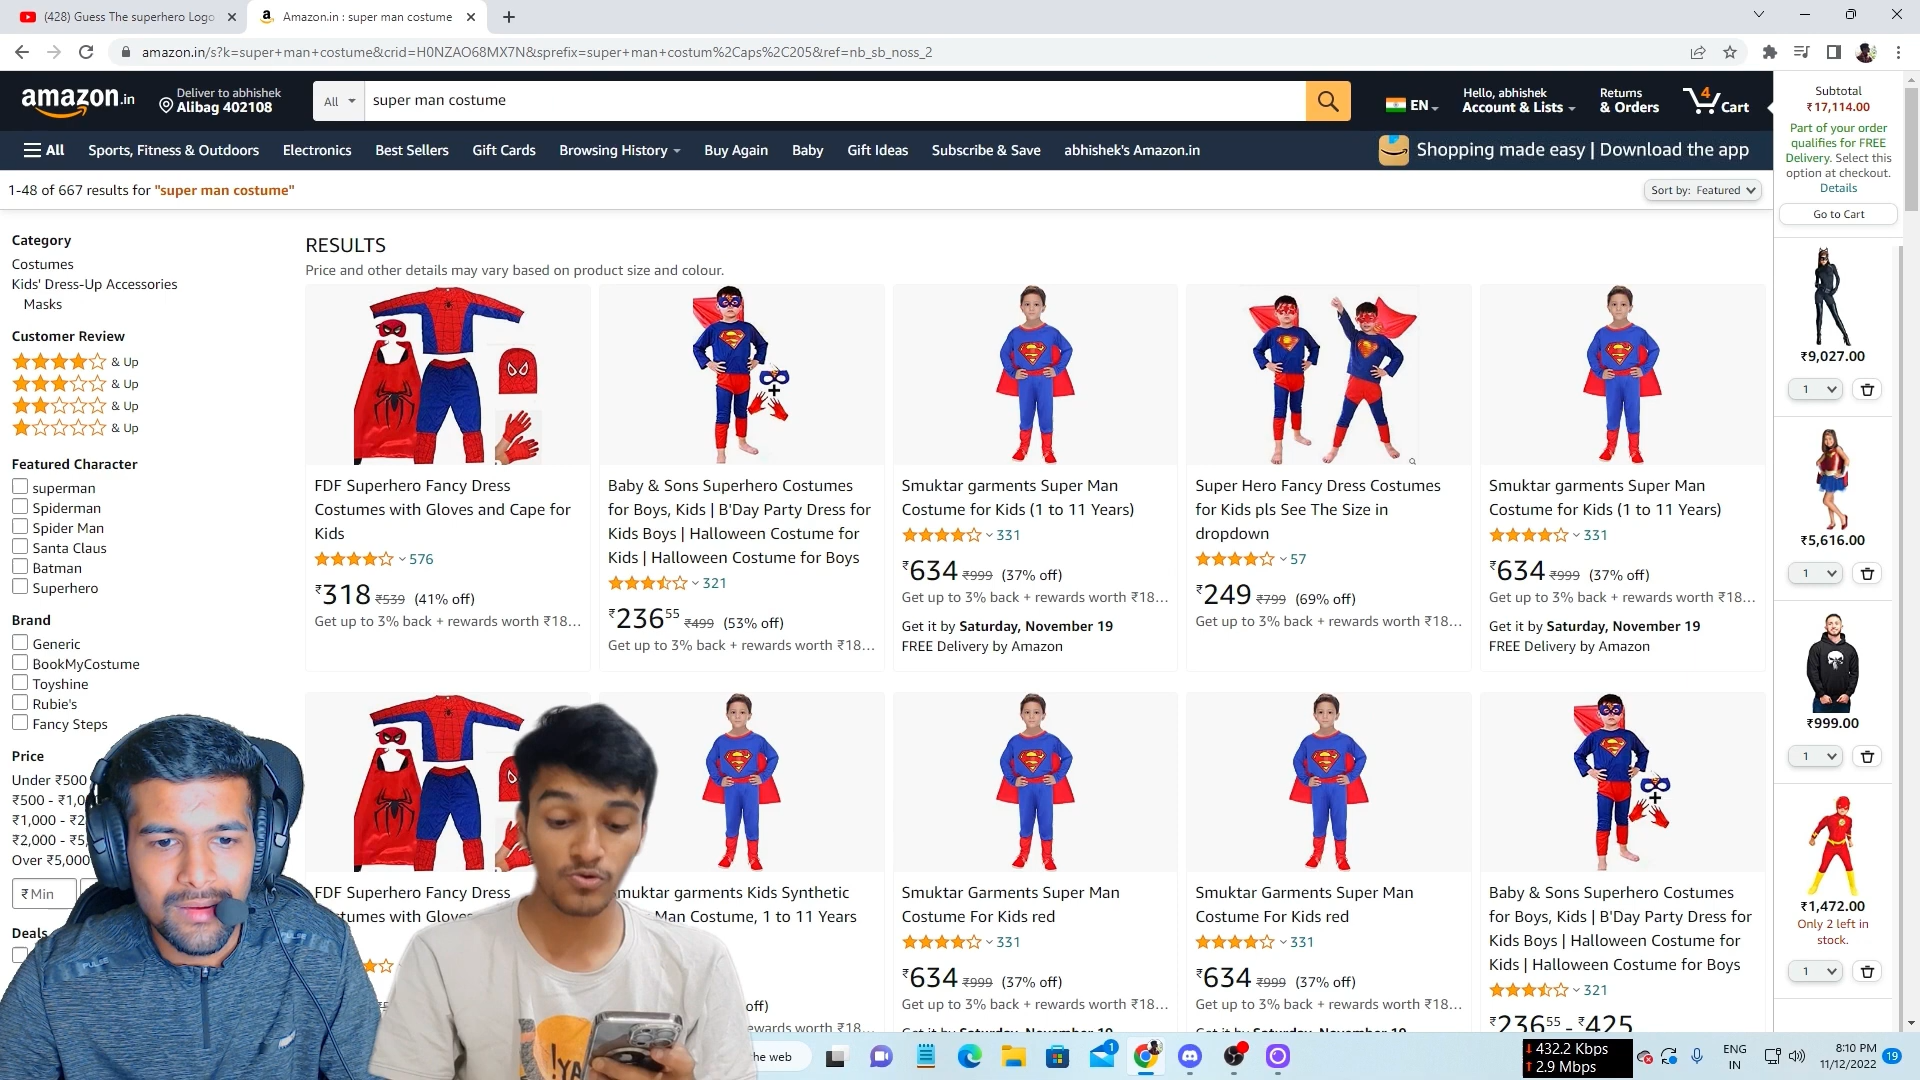 (428) Guess The superhero Logo
Amazon.in : super man costume
amazon.in/s?k=super+man+costume&crid=H0NZAO68MX7N&sprefix=super+man+costum%2Caps%2C205&ref=nb_sb_noss_2
amazon.in
Deliver to abhishek
Alibag 402108
All
super man costume
EN
Hello, abhishek
Account & Lists
Returns
& Orders
4
Cart
All
Sports, Fitness & Outdoors
Electronics
Best Sellers
Gift Cards
Browsing History
Buy Again
Baby
Gift Ideas
Subscribe & Save
abhishek's Amazon.in
Shopping made easy | Download the app
1-48 of 667 results for "super man costume"
Sort by: Featured
Category
Costumes
Kids' Dress-Up Accessories
Masks
Customer Review
& Up
& Up
& Up
& Up
Featured Character
superman
Spiderman
Spider Man
Santa Claus
Batman
Superhero
Brand
Generic
BookMyCostume
Toyshine
Rubie's
Fancy Steps
Price
Under ₹500
₹500 - ₹1,0
₹1,000 - ₹2
₹2,000 - ₹5
Over ₹5,000
₹ Min
Deals
RESULTS
Price and other details may vary based on product size and colour.
FDF Superhero Fancy Dress
Costumes with Gloves and Cape for
Kids
576
₹318 ₹539 (41% off)
Get up to 3% back + rewards worth ₹18...
Baby & Sons Superhero Costumes
for Boys, Kids | B'Day Party Dress for
Kids Boys | Halloween Costume for
Kids | Halloween Costume for Boys
321
₹236 55 ₹499 (53% off)
Get up to 3% back + rewards worth ₹18...
Smuktar garments Super Man
Costume for Kids (1 to 11 Years)
331
₹634 ₹999 (37% off)
Get up to 3% back + rewards worth ₹18...
Get it by Saturday, November 19
FREE Delivery by Amazon
Super Hero Fancy Dress Costumes
for Kids pls See The Size in
dropdown
57
₹249 ₹799 (69% off)
Get up to 3% back + rewards worth ₹18...
Smuktar garments Super Man
Costume for Kids (1 to 11 Years)
331
₹634 ₹999 (37% off)
Get up to 3% back + rewards worth ₹18...
Get it by Saturday, November 19
FREE Delivery by Amazon
FDF Superhero Fancy Dress
stumes with Glove
muktar garments Kids Synthetic
Man Costume, 1 to 11 Years
off)
ewards worth ₹18...
Smuktar Garments Super Man
Costume For Kids red
331
₹634 ₹999 (37% off)
Get up to 3% back + rewards worth ₹18...
Get it by Saturday, November 19
Smuktar Garments Super Man
Costume For Kids red
331
₹634 ₹999 (37% off)
Get up to 3% back + rewards worth ₹18...
Get it by Saturday, November 19
Baby & Sons Superhero Costumes
for Boys, Kids | B'Day Party Dress for
Kids Boys | Halloween Costume for
Kids | Halloween Costume for Boys
321
₹236 55 - ₹425
Subtotal
₹17,114.00
Part of your order
qualifies for FREE
Delivery. Select this
option at checkout.
Details
Go to Cart
₹9,027.00
1
₹5,616.00
1
₹999.00
1
₹1,472.00
Only 2 left in
stock.
1
PULSE
PULSE
!YA
he web
1
432.2 Kbps
2.9 Mbps
ENG
IN
8:10 PM
11/12/2022
19